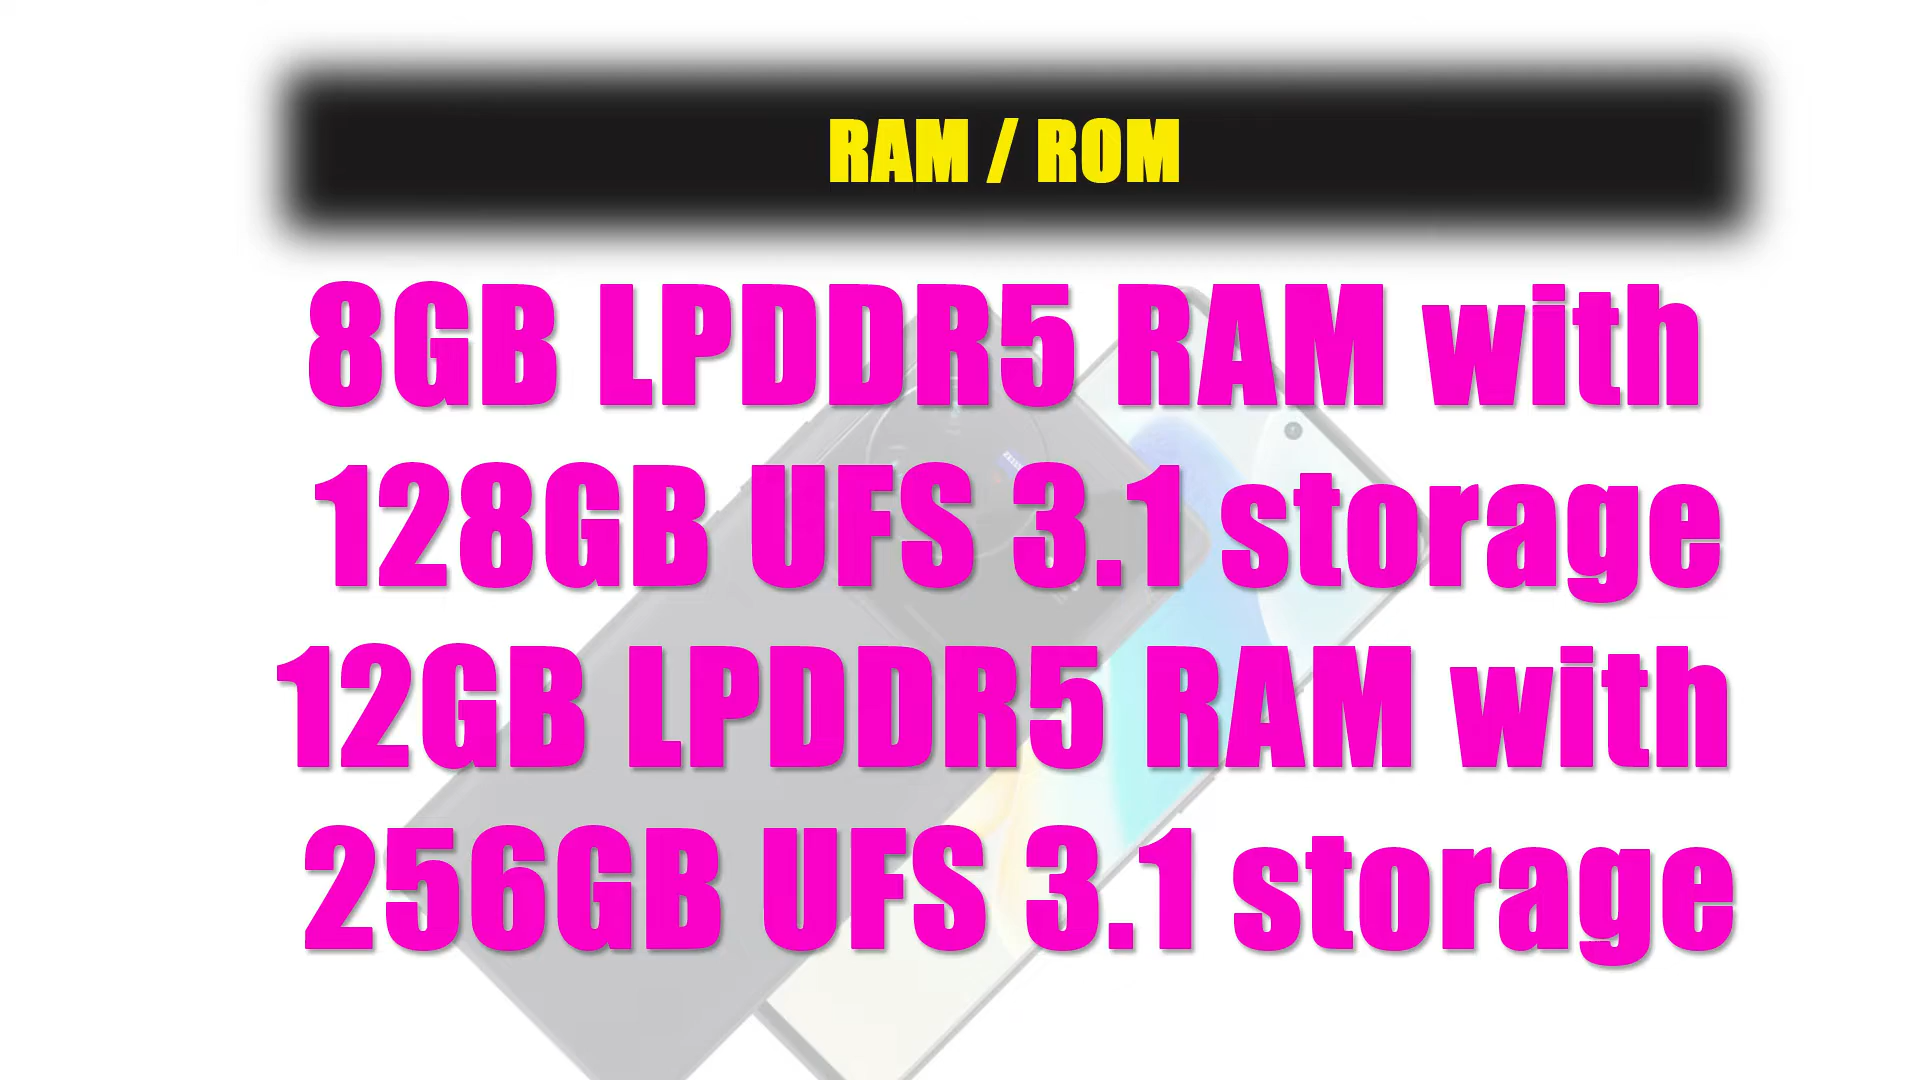 RAM / ROM
8GB LPDDR5 RAM with
128GB UFS 3.1 storage
12GB LPDDR5 RAM with
256GB UFS 3.1 storage